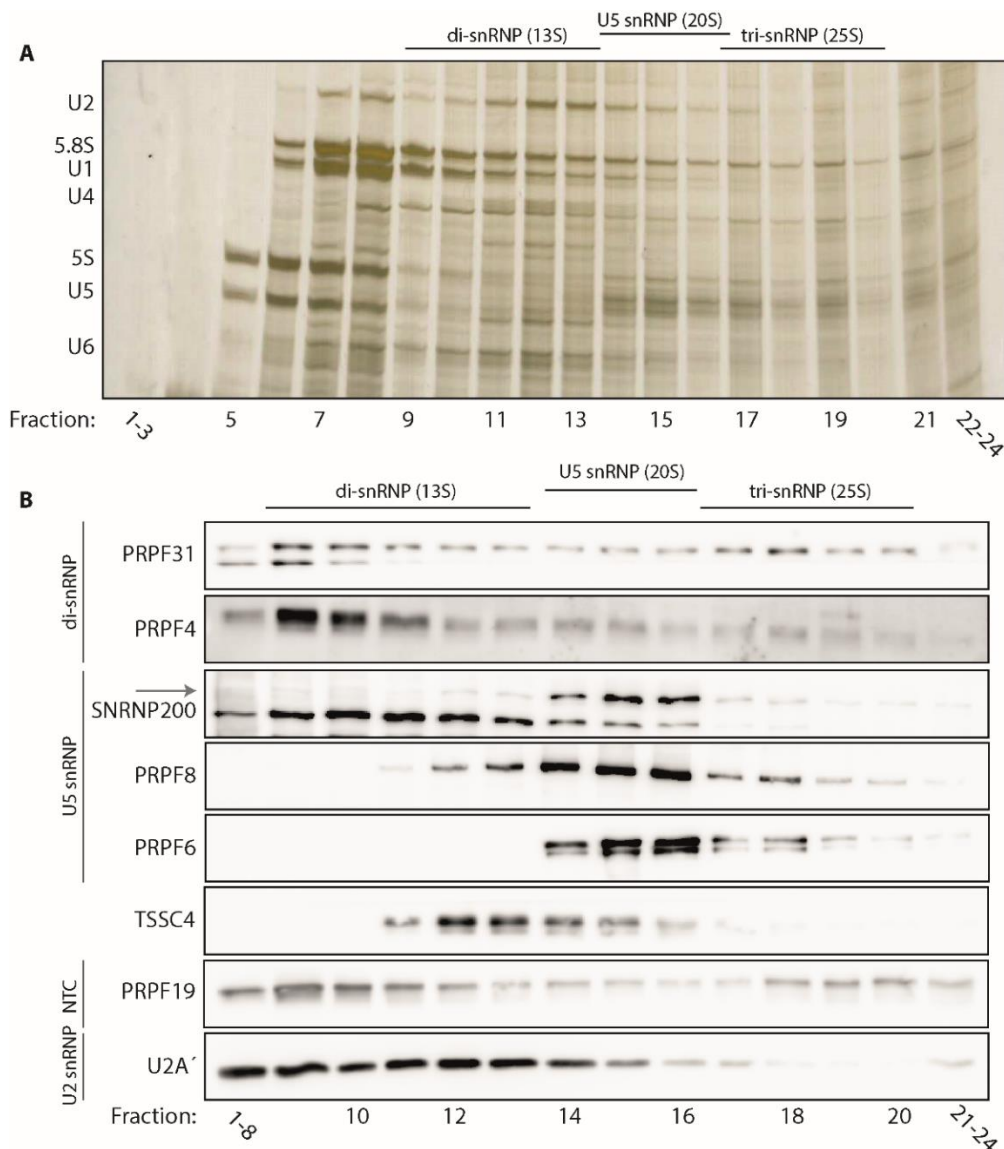 U5 snRNP (20S)
di-snRNP (13S) tri-snRNP (25S)
A
U2
5.8S
U1
U4
5S
U5
U6
Fraction: 1-3 5 7 9 11 13 15 17 19 21 22-24
U5 snRNP (20S)
di-snRNP (13S) tri-snRNP (25S)
B
di-snRNP
PRPF31
PRPF4
U5 snRNP
SNRNP200
PRPF8
PRPF6
TSSC4
NTC
PRPF19
U2 snRNP
U2A´
Fraction: 1-8 10 12 14 16 18 20 21-24